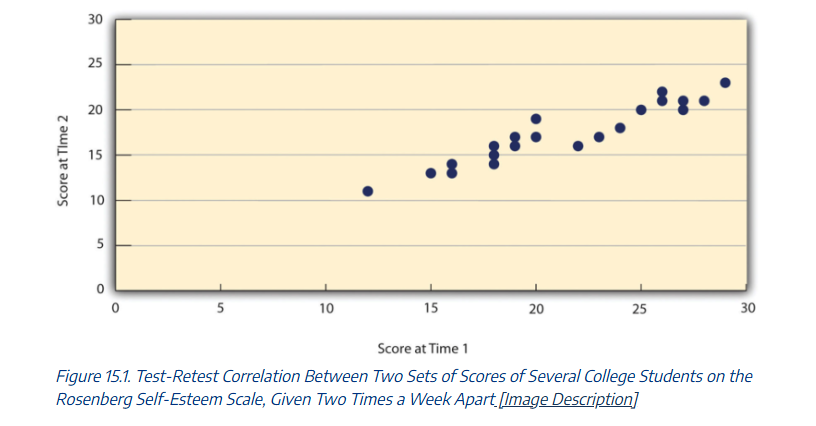 30
25
20
15
10
5
0
Score at TIme 2
0 5 10 15 20 25 30
Score at Time 1
Figure 15.1. Test-Retest Correlation Between Two Sets of Scores of Several College Students on the
Rosenberg Self-Esteem Scale, Given Two Times a Week Apart [Image Description]